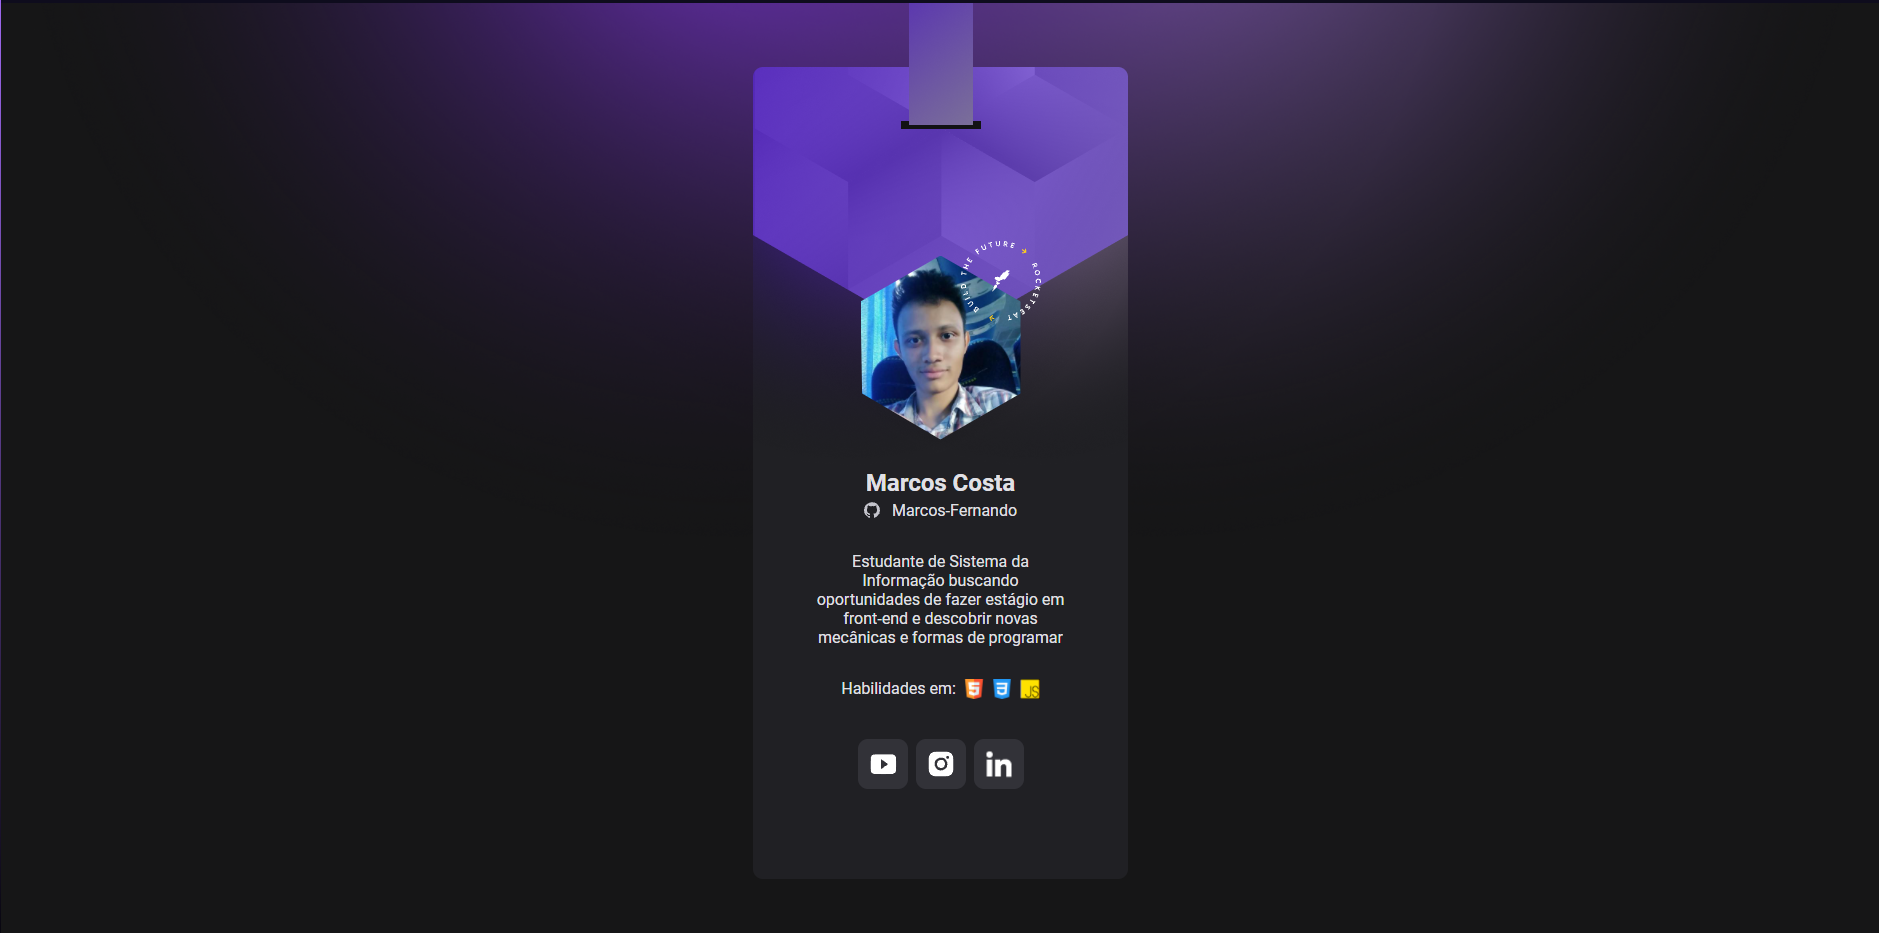 BUILD THE FUTURE → ROCKETSEAT →
Marcos Costa
Marcos-Fernando
Estudante de Sistema da
Informação buscando
oportunidades de fazer estágio em
front-end e descobrir novas
mecânicas e formas de programar
Habilidades em: 5 3 JS
in